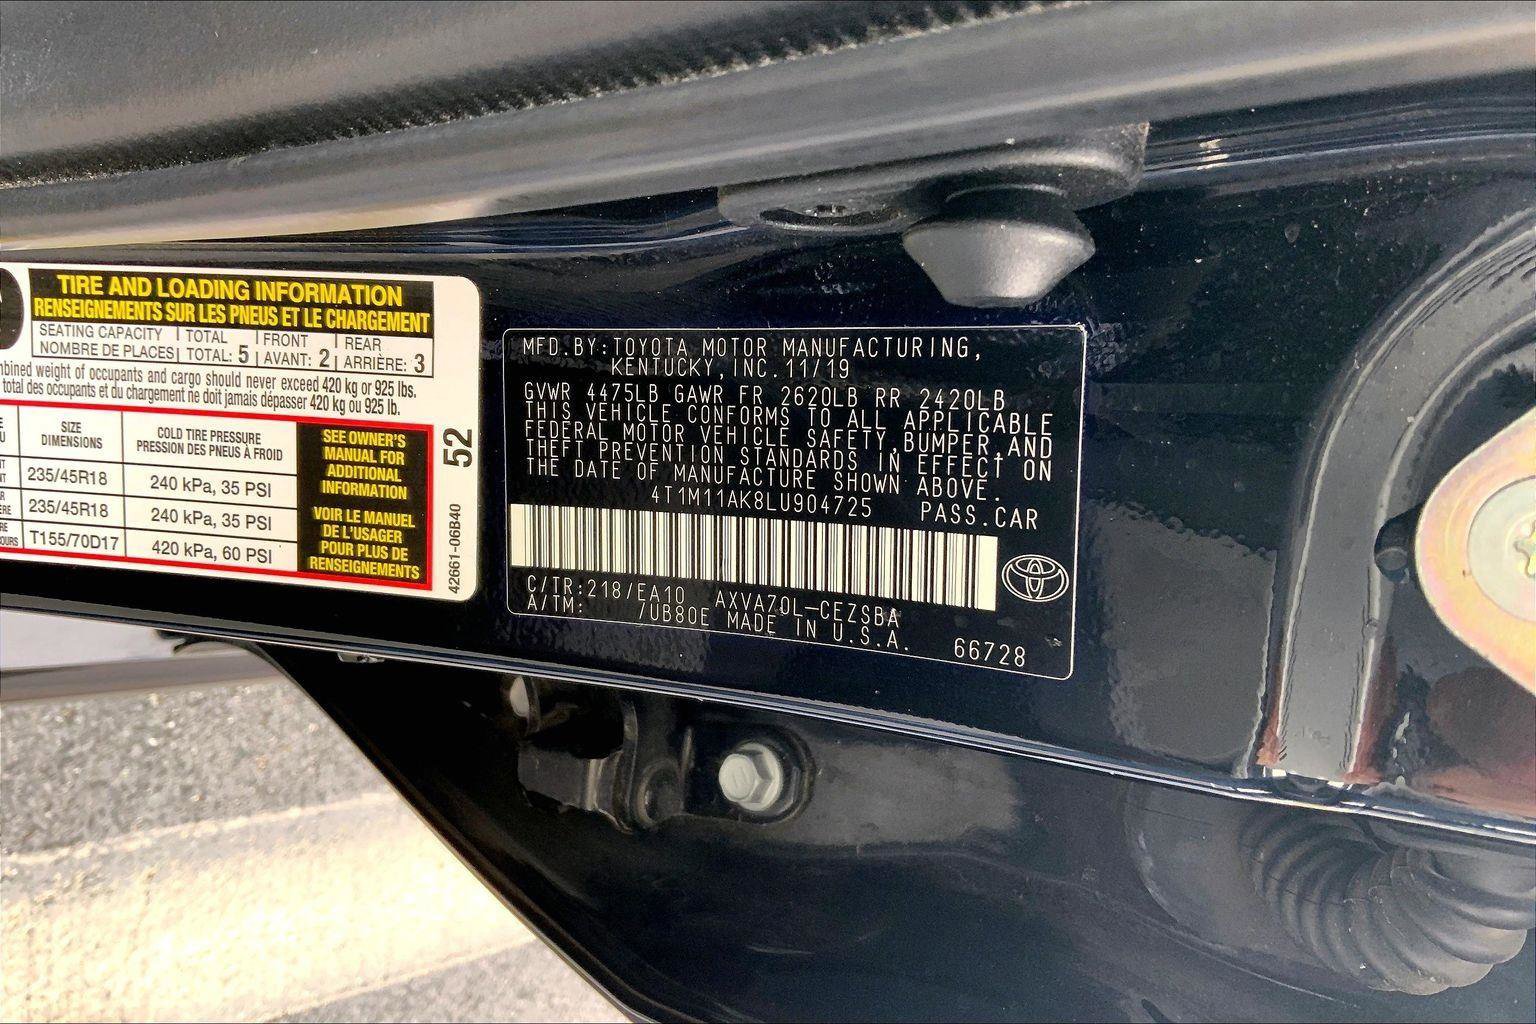 TIRE AND LOADING INFORMATION
RENSEIGNEMENTS SUR LES PNEUS ET LE CHARGEMENT
SEATING CAPACITY TOTAL FRONT REAR
NOMBRE DE PLACES TOTAL: 5 AVANT: 2 ARRIÈRE: 3
weight of occupants and cargo should never exceed 420 kg or 925 lbs.
total des occupants et du chargement ne doit jamais dépasser 420 kg ou 925 lb.
SIZE
DIMENSIONS
COLD TIRE PRESSURE
PRESSION DES PNEUS À FROID
235/45R18 240 kPa, 35 PSI
235/45R18 240 kPa, 35 PSI
T155/70D17 420 kPa, 60 PSI
SEE OWNER'S
MANUAL FOR
ADDITIONAL
INFORMATION
VOIR LE MANUEL
DE L'USAGER
POUR PLUS DE
RENSEIGNEMENTS
52
42661-06B40
MFD.BY:TOYOTA MOTOR MANUFACTURING,
KENTUCKY,INC.11/19
GVWR 4475LB GAWR FR 2620LB RR 2420LB
THIS VEHICLE CONFORMS TO ALL APPLICABLE
FEDERAL MOTOR VEHICLE SAFETY,BUMPER,AND
THEFT PREVENTION STANDARDS IN EFFECT ON
THE DATE OF MANUFACTURE SHOWN ABOVE.
4T1M11AK8LU904725 PASS.CAR
C/TR:218/EA10 AXVA70L-CEZSBA
A/TM: /UB80E MADE IN U.S.A.
66728